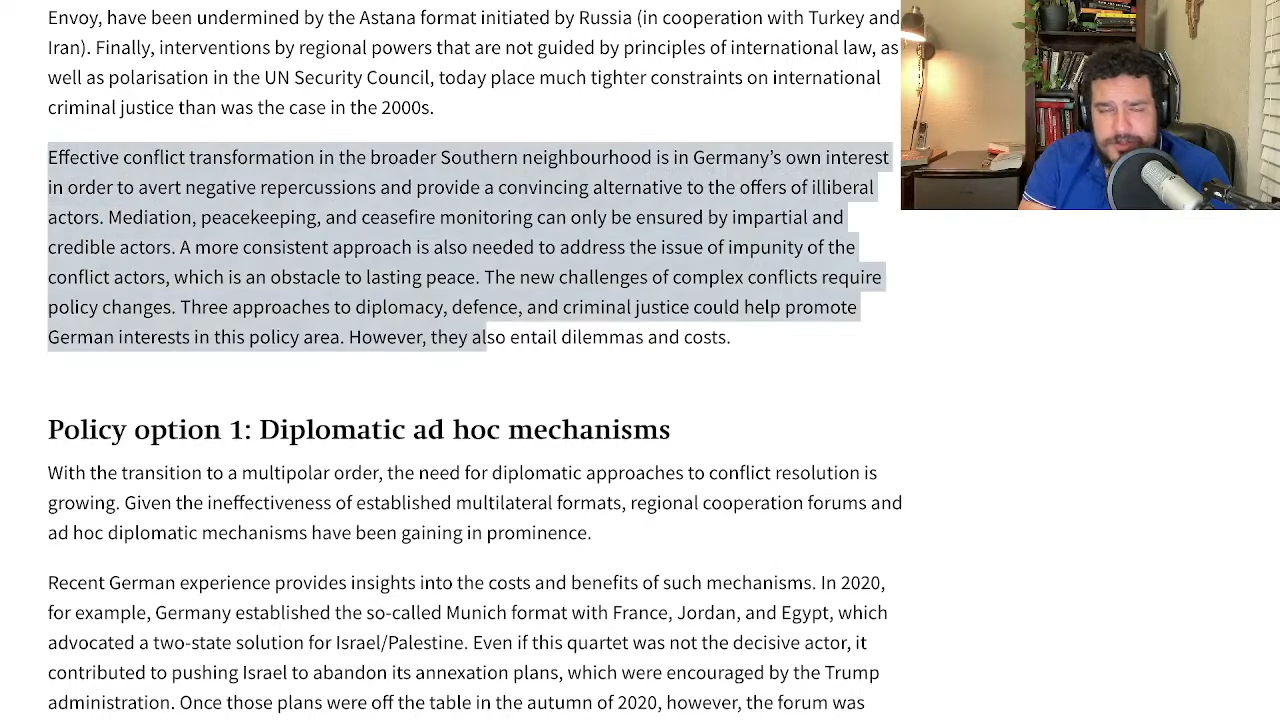 Envoy, have been undermined by the Astana format initiated by Russia (in cooperation with Turkey and
Iran). Finally, interventions by regional powers that are not guided by principles of international law, as
well as polarisation in the UN Security Council, today place much tighter constraints on international
criminal justice than was the case in the 2000s.
Effective conflict transformation in the broader Southern neighbourhood is in Germany’s own interest
in order to avert negative repercussions and provide a convincing alternative to the offers of illiberal
actors. Mediation, peacekeeping, and ceasefire monitoring can only be ensured by impartial and
credible actors. A more consistent approach is also needed to address the issue of impunity of the
conflict actors, which is an obstacle to lasting peace. The new challenges of complex conflicts require
policy changes. Three approaches to diplomacy, defence, and criminal justice could help promote
German interests in this policy area. However, they also entail dilemmas and costs.
Policy option 1: Diplomatic ad hoc mechanisms
With the transition to a multipolar order, the need for diplomatic approaches to conflict resolution is
growing. Given the ineffectiveness of established multilateral formats, regional cooperation forums and
ad hoc diplomatic mechanisms have been gaining in prominence.
Recent German experience provides insights into the costs and benefits of such mechanisms. In 2020,
for example, Germany established the so-called Munich format with France, Jordan, and Egypt, which
advocated a two-state solution for Israel/Palestine. Even if this quartet was not the decisive actor, it
contributed to pushing Israel to abandon its annexation plans, which were encouraged by the Trump
administration. Once those plans were off the table in the autumn of 2020, however, the forum was